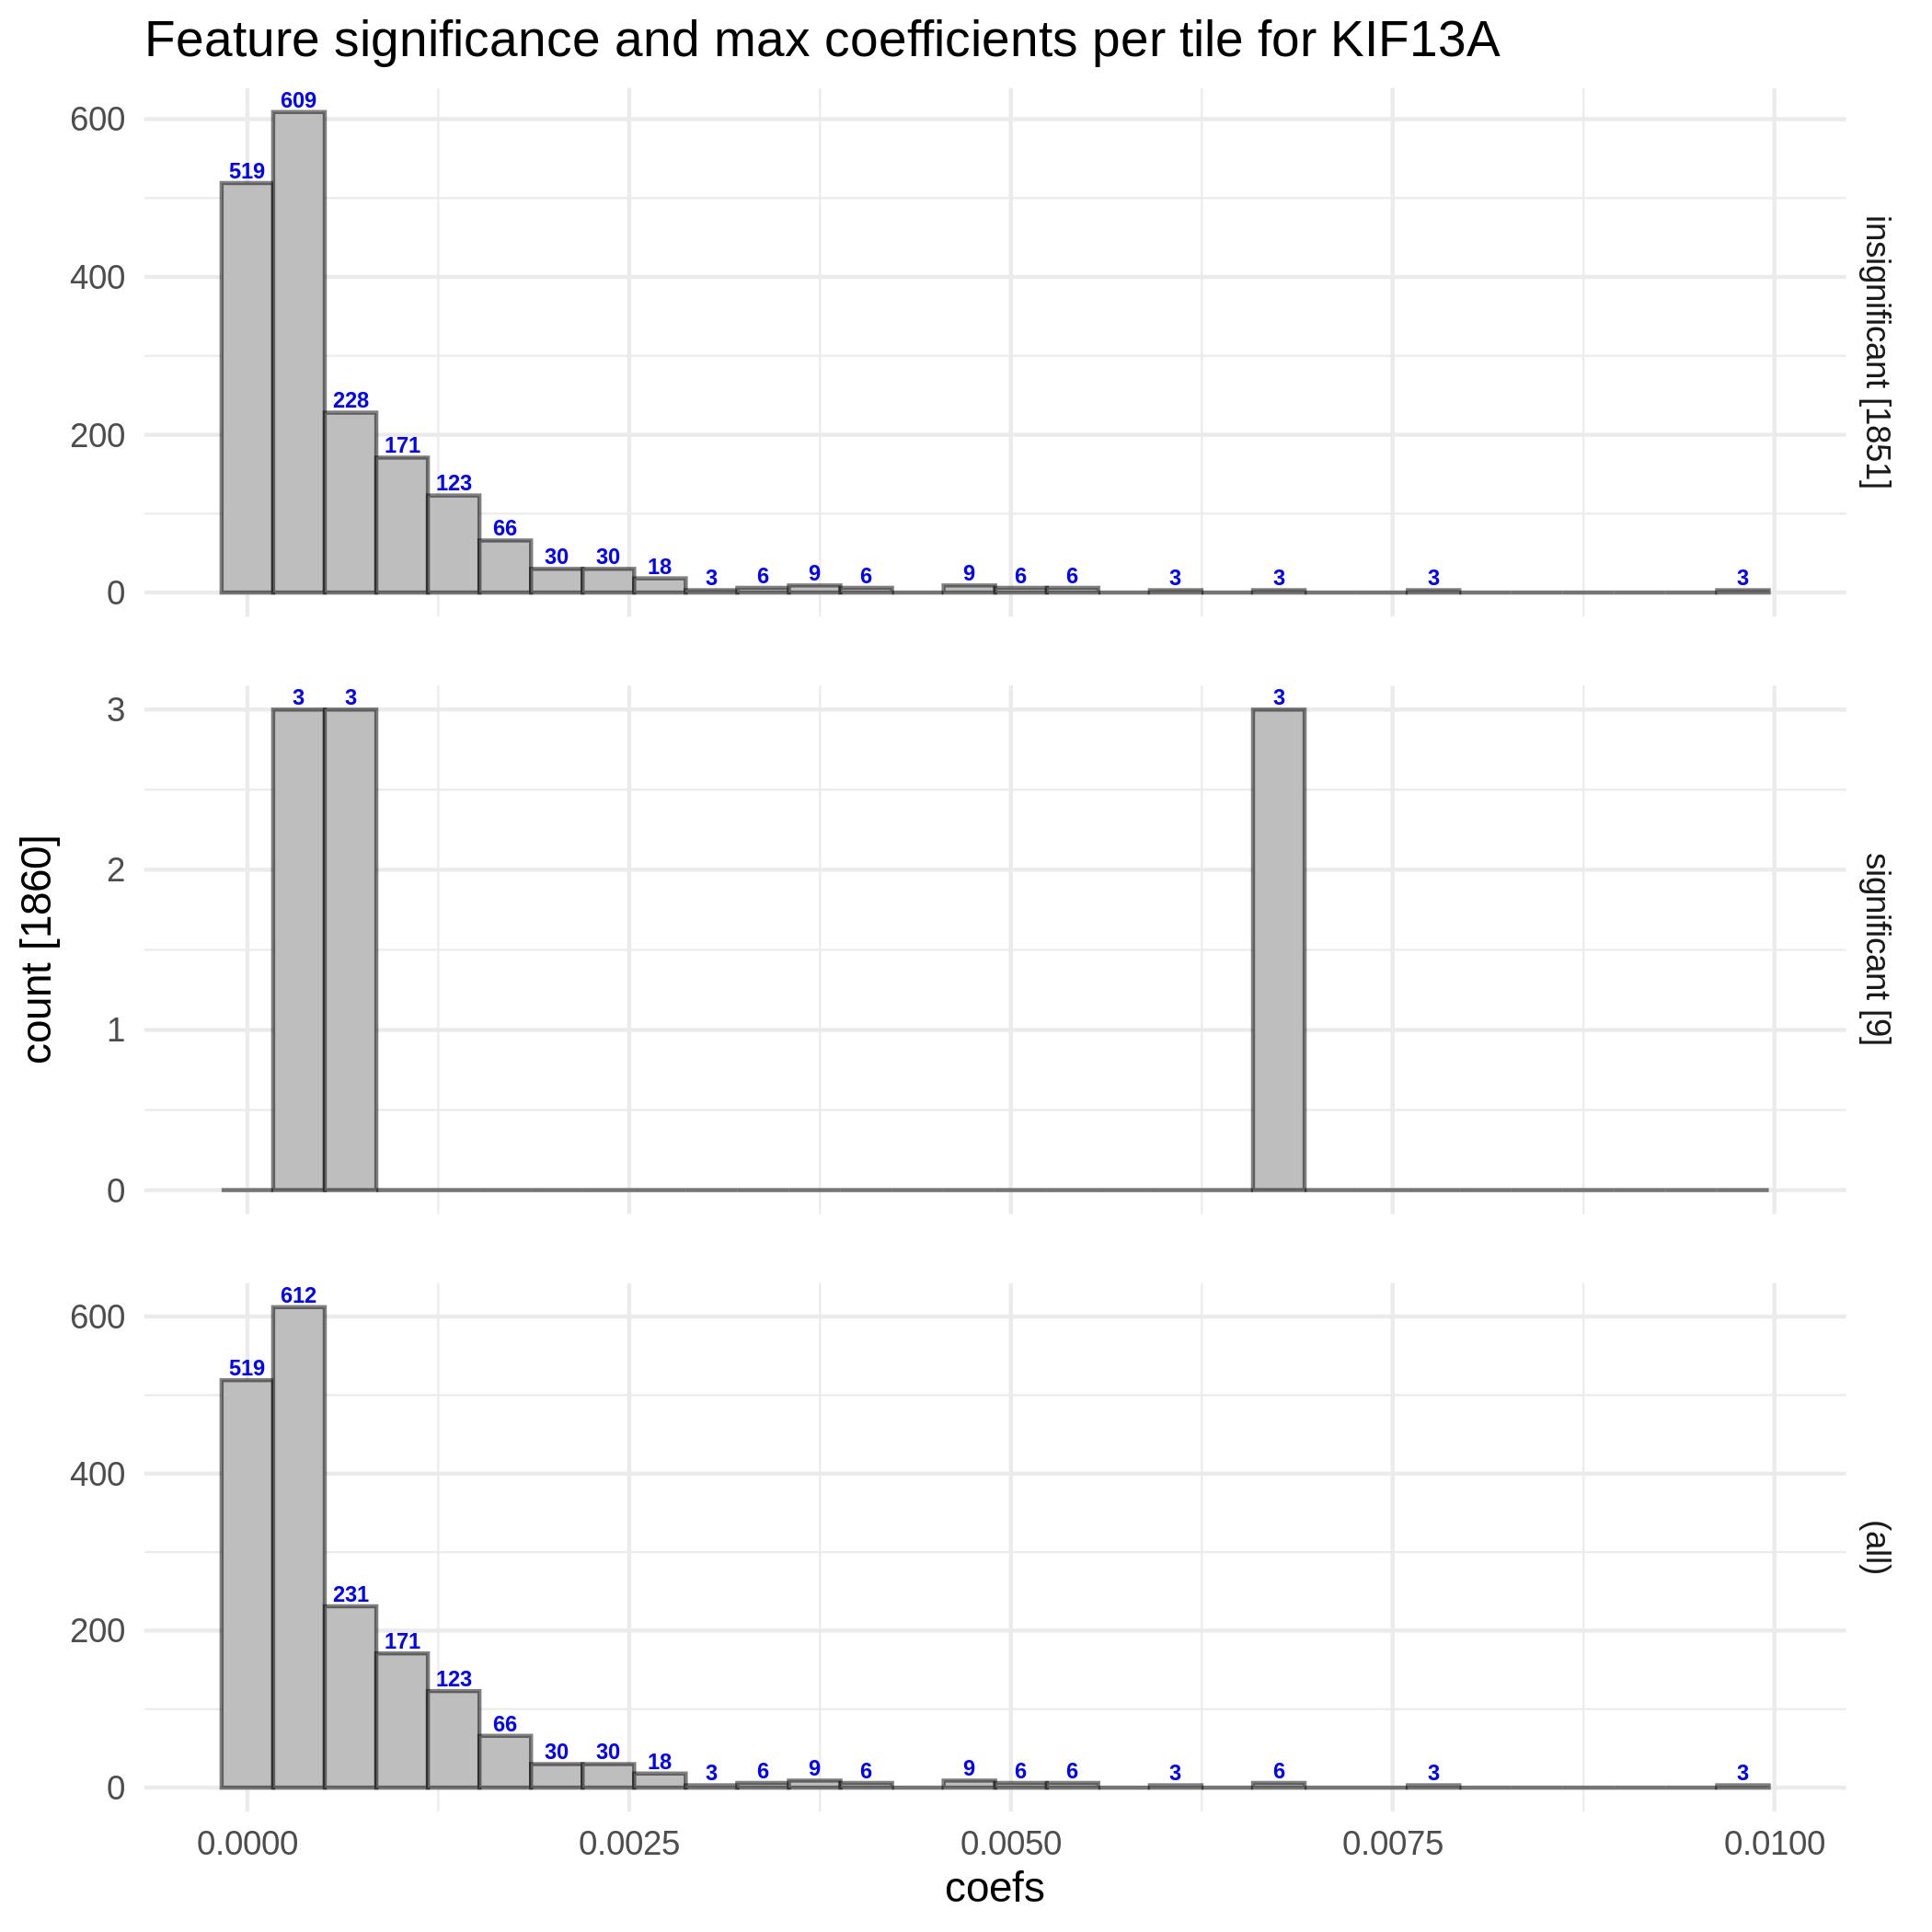 Feature significance and max coefficients per tile for KIF13A
609
600
519
400
228
200
171
123
66
30 30 18 3 6 9 6 9 6 6 3 3 3 3
0
insignificant [1851]
3 3 3
3
2
1
0
significant [9]
count [1860]
612
600
519
400
231
200
171
123
66
30 30 18 3 6 9 6 9 6 6 3 6 3 3
0
(all)
0.0000 0.0025 0.0050 0.0075 0.0100
coefs